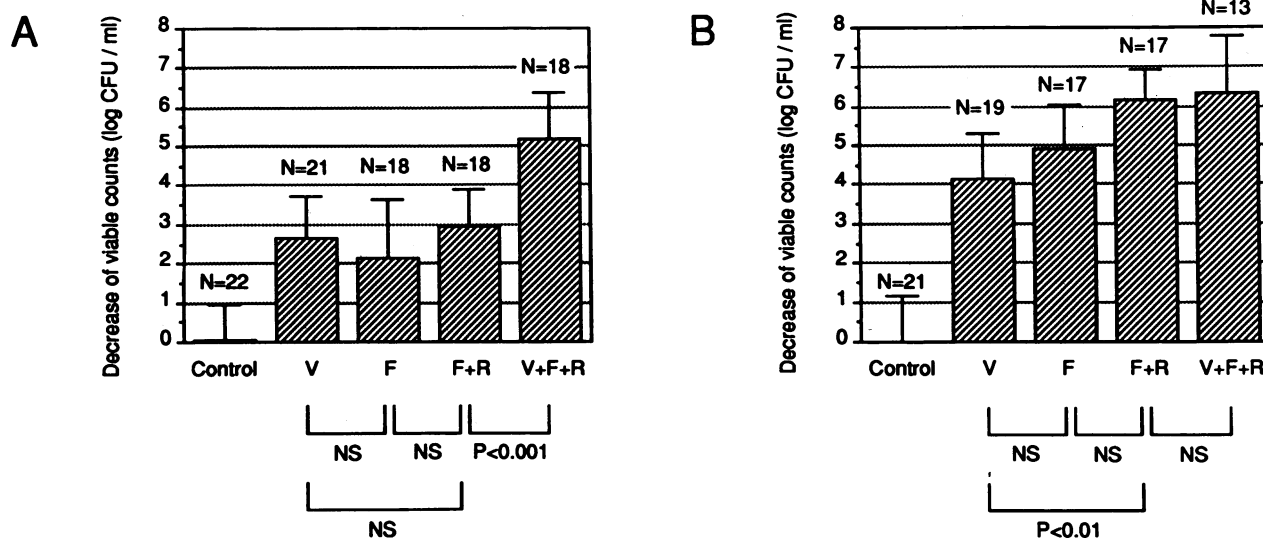 A
Decrease of viable counts (log CFU / ml)
8
7
6
5
4
3
2
1
0
N=22
N=21
N=18
N=18
N=18
Control V F F+R V+F+R
NS NS P<0.001
NS
B
Decrease of viable counts (log CFU / ml)
8
7
6
5
4
3
2
1
0
N=21
N=19
N=17
N=17
N=13
Control V F F+R V+F+R
NS NS NS
P<0.01